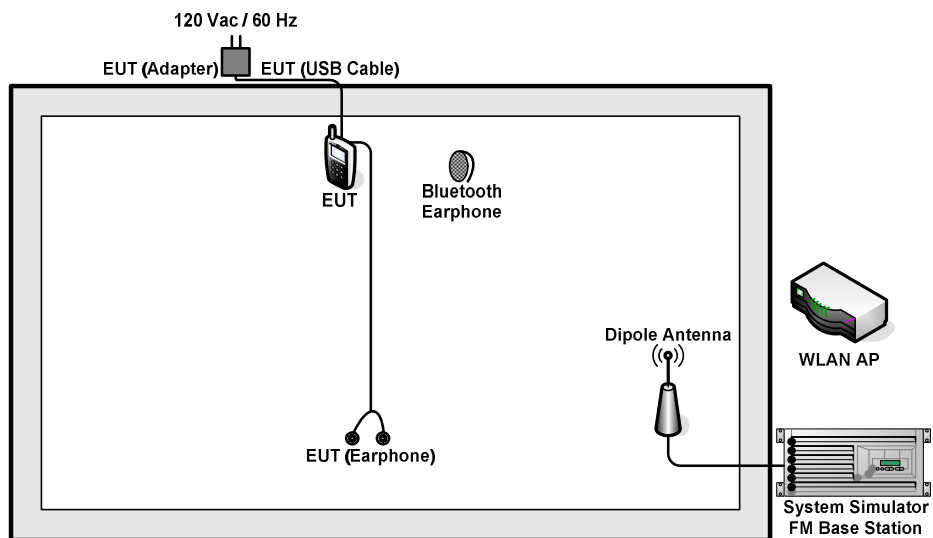 120 Vac / 60 Hz
EUT (Adapter)
EUT (USB Cable)
EUT
Bluetooth
Earphone
Dipole Antenna
WLAN AP
EUT (Earphone)
System Simulator
FM Base Station